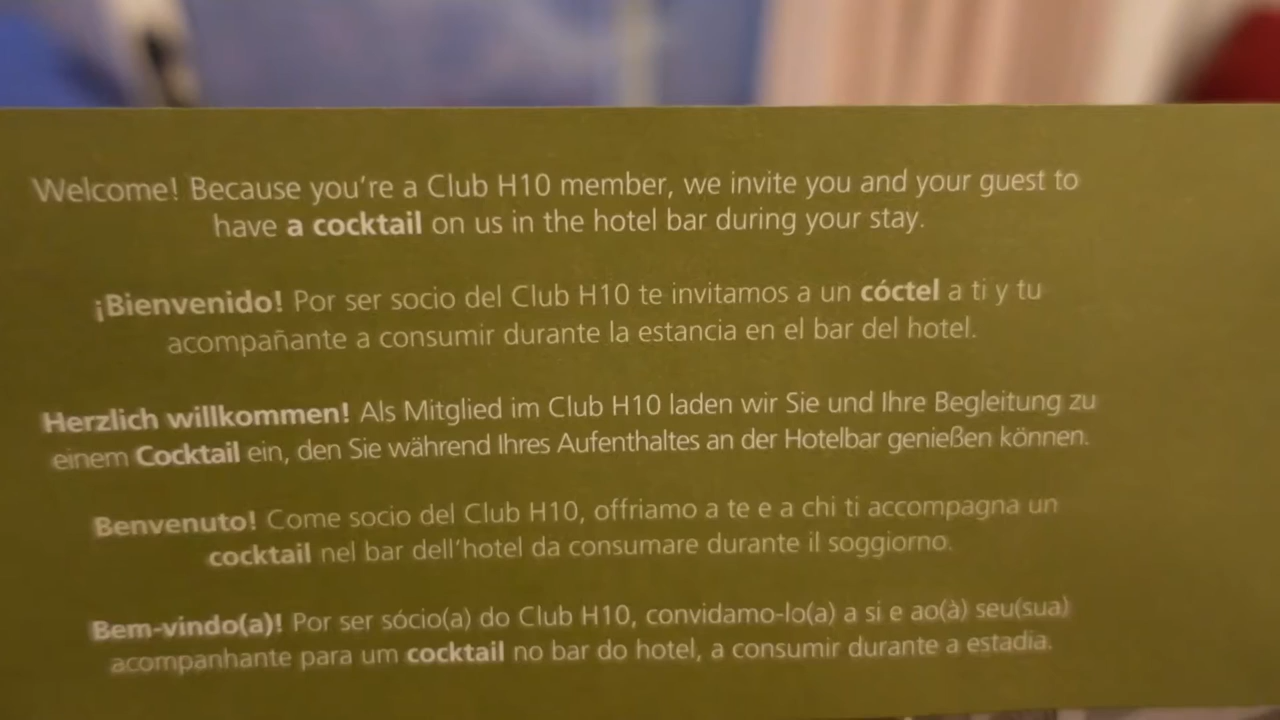 Welcome! Because you're a Club H10 member, we invite you and your guest to
have a cocktail on us in the hotel bar during your stay.
¡Bienvenido! Por ser socio del Club H10 te invitamos a un cóctel a ti y tu
acompañante a consumir durante la estancia en el bar del hotel.
Herzlich willkommen! Als Mitglied im Club H10 laden wir Sie und Ihre Begleitung zu
einem Cocktail ein, den Sie während Ihres Aufenthaltes an der Hotelbar genießen können.
Benvenuto! Come socio del Club H10, offriamo a te e a chi ti accompagna un
cocktail nel bar dell'hotel da consumare durante il soggiorno.
Bem-vindo(a)! Por ser sócio(a) do Club H10, convidamo-lo(a) a si e ao(à) seu(sua)
acompanhante para um cocktail no bar do hotel, a consumir durante a estadia.